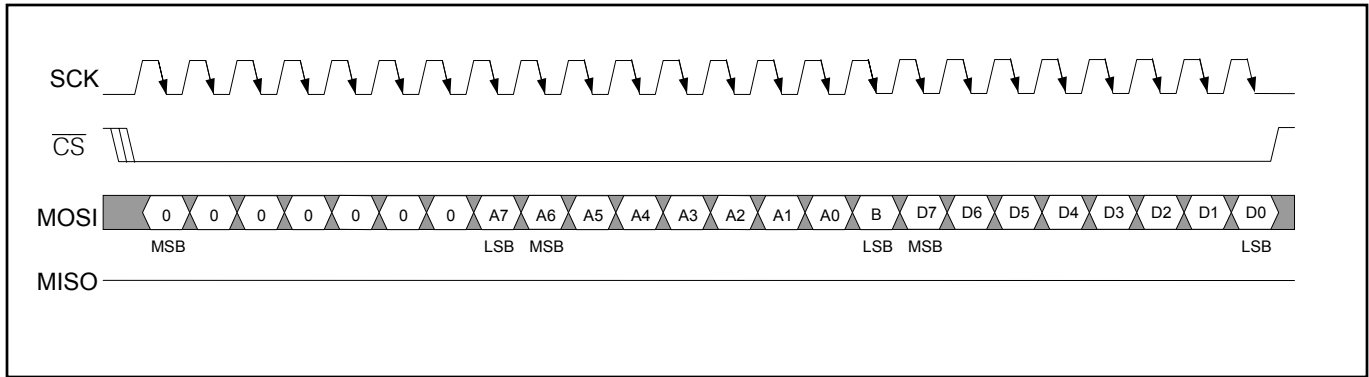 SCK
C̅S̅
MOSI 0 0 0 0 0 0 0 A7 A6 A5 A4 A3 A2 A1 A0 B D7 D6 D5 D4 D3 D2 D1 D0
MSB LSB MSB LSB MSB LSB
MISO